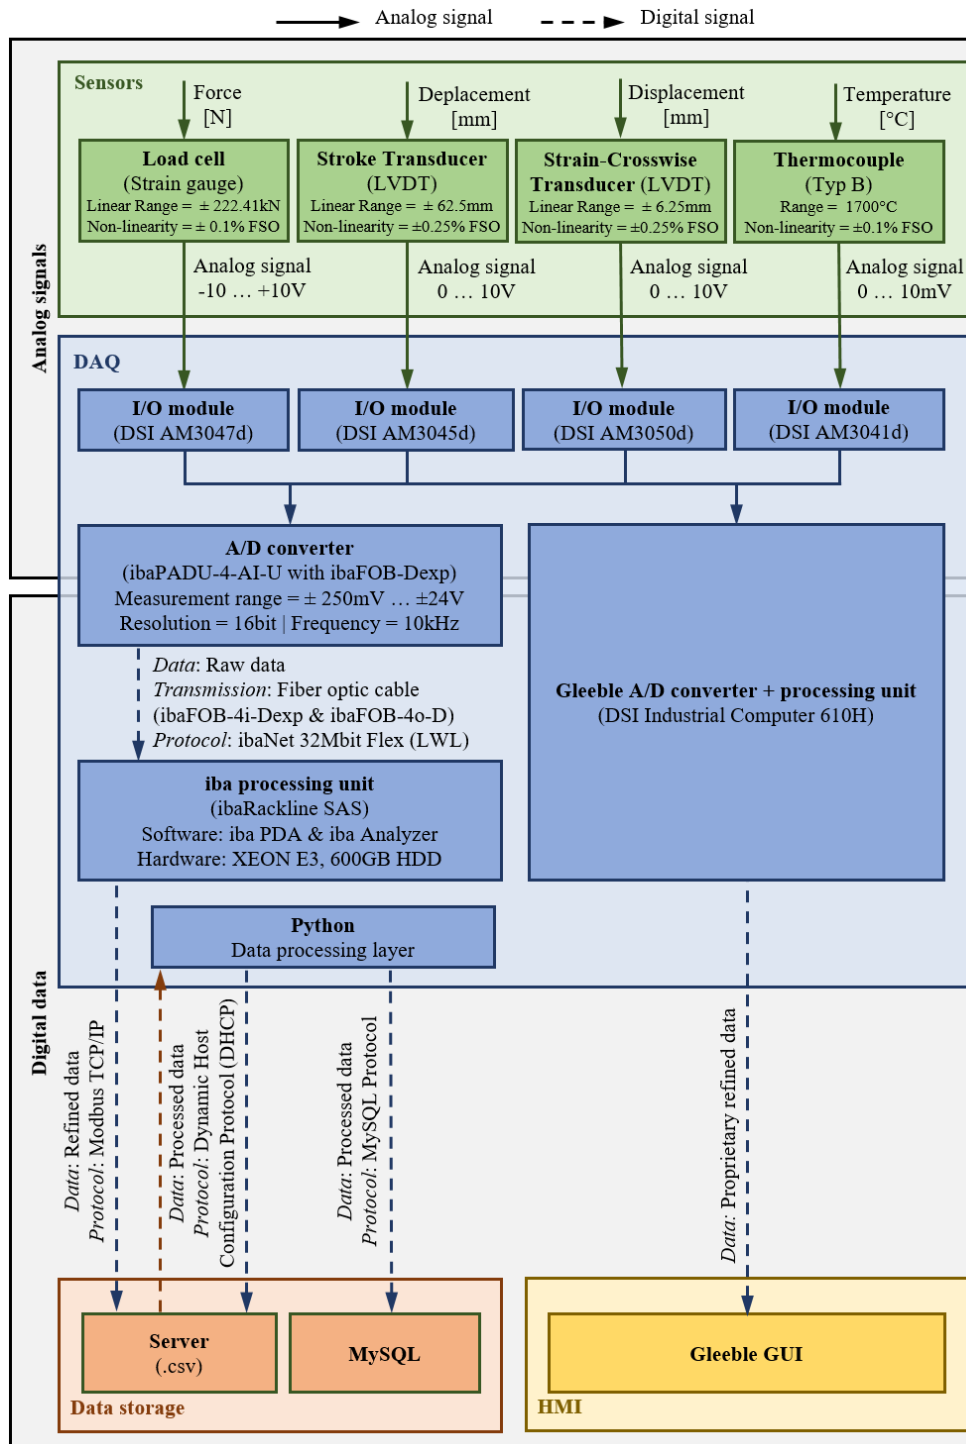 Analog signal
Digital signal
Analog signals
Sensors
Force
[N]
Deplacement
[mm]
Displacement
[mm]
Temperature
[°C]
Load cell
(Strain gauge)
Linear Range = ± 222.41kN
Non-linearity = ± 0.1% FSO
Stroke Transducer
(LVDT)
Linear Range = ± 62.5mm
Non-linearity = ±0.25% FSO
Strain-Crosswise
Transducer (LVDT)
Linear Range = ± 6.25mm
Non-linearity = ±0.25% FSO
Thermocouple
(Typ B)
Range = 1700°C
Non-linearity = ±0.1% FSO
Analog signal
-10 … +10V
Analog signal
0 … 10V
Analog signal
0 … 10V
Analog signal
0 … 10mV
DAQ
I/O module
(DSI AM3047d)
I/O module
(DSI AM3045d)
I/O module
(DSI AM3050d)
I/O module
(DSI AM3041d)
A/D converter
(ibaPADU-4-AI-U with ibaFOB-Dexp)
Measurement range = ± 250mV … ±24V
Resolution = 16bit | Frequency = 10kHz
Data: Raw data
Transmission: Fiber optic cable
(ibaFOB-4i-Dexp & ibaFOB-4o-D)
Protocol: ibaNet 32Mbit Flex (LWL)
Gleeble A/D converter + processing unit
(DSI Industrial Computer 610H)
iba processing unit
(ibaRackline SAS)
Software: iba PDA & iba Analyzer
Hardware: XEON E3, 600GB HDD
Python
Data processing layer
Digital data
Data: Refined data
Protocol: Modbus TCP/IP
Data: Processed data
Protocol: Dynamic Host
Configuration Protocol (DHCP)
Data: Processed data
Protocol: MySQL Protocol
Data: Proprietary refined data
Server
(.csv)
MySQL
Data storage
Gleeble GUI
HMI